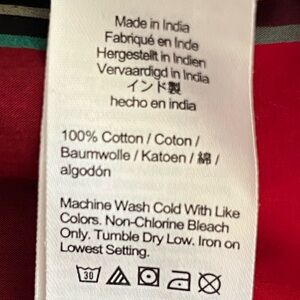 Made in India
Fabriqué en Inde
Hergestellt in Indien
Vervaardigd in India
インド製
hecho en india
100% Cotton / Coton /
Baumwolle / Katoen / 綿 /
algodón
Machine Wash Cold With Like
Colors. Non-Chlorine Bleach
Only. Tumble Dry Low. Iron on
Lowest Setting.
30